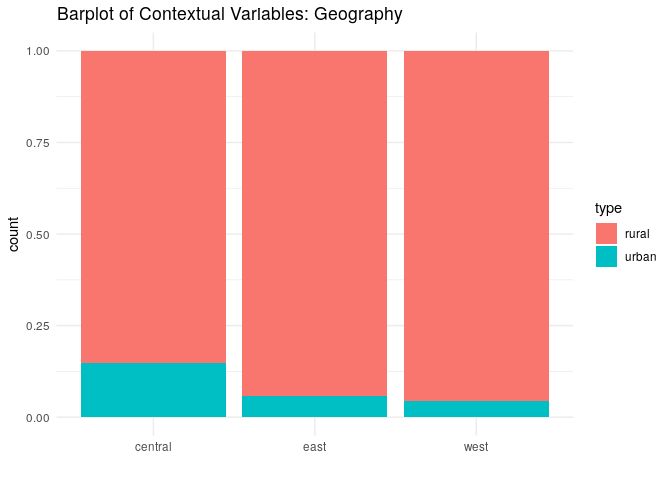 Barplot of Contextual Variables: Geography
1.00
0.75
0.50
0.25
0.00
count
central east west
type
rural
urban